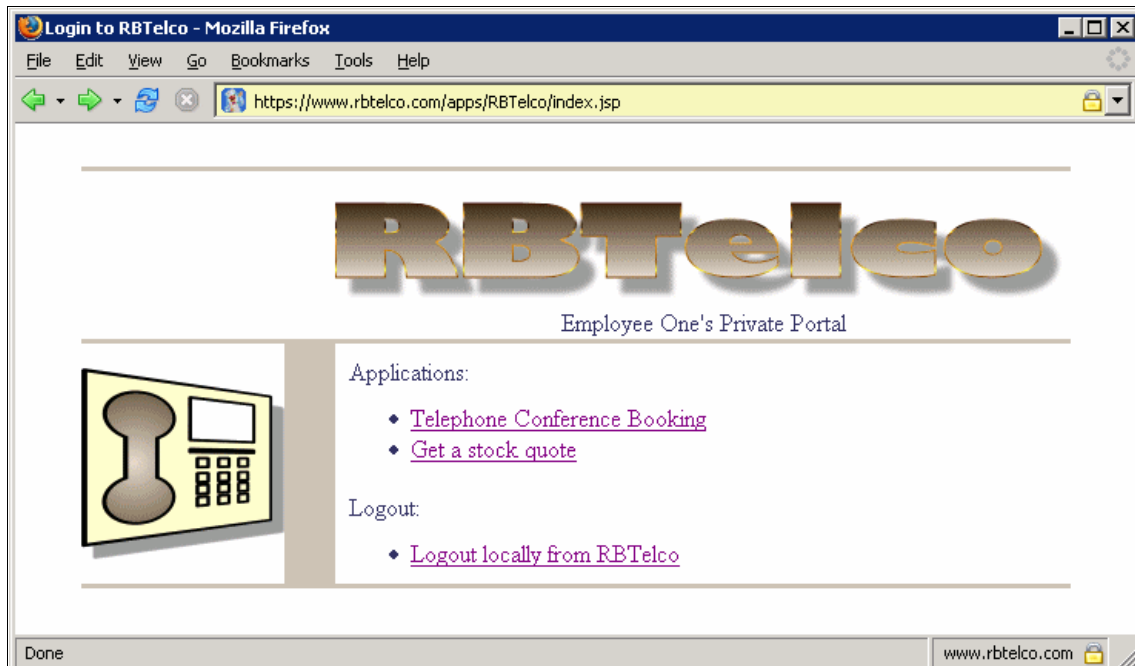 Login to RBTelco - Mozilla Firefox
File Edit View Go Bookmarks Tools Help
https://www.rbtelco.com/apps/RBTelco/index.jsp
RBTelco
Employee One's Private Portal
Applications:
Telephone Conference Booking
Get a stock quote
Logout:
Logout locally from RBTelco
Done www.rbtelco.com